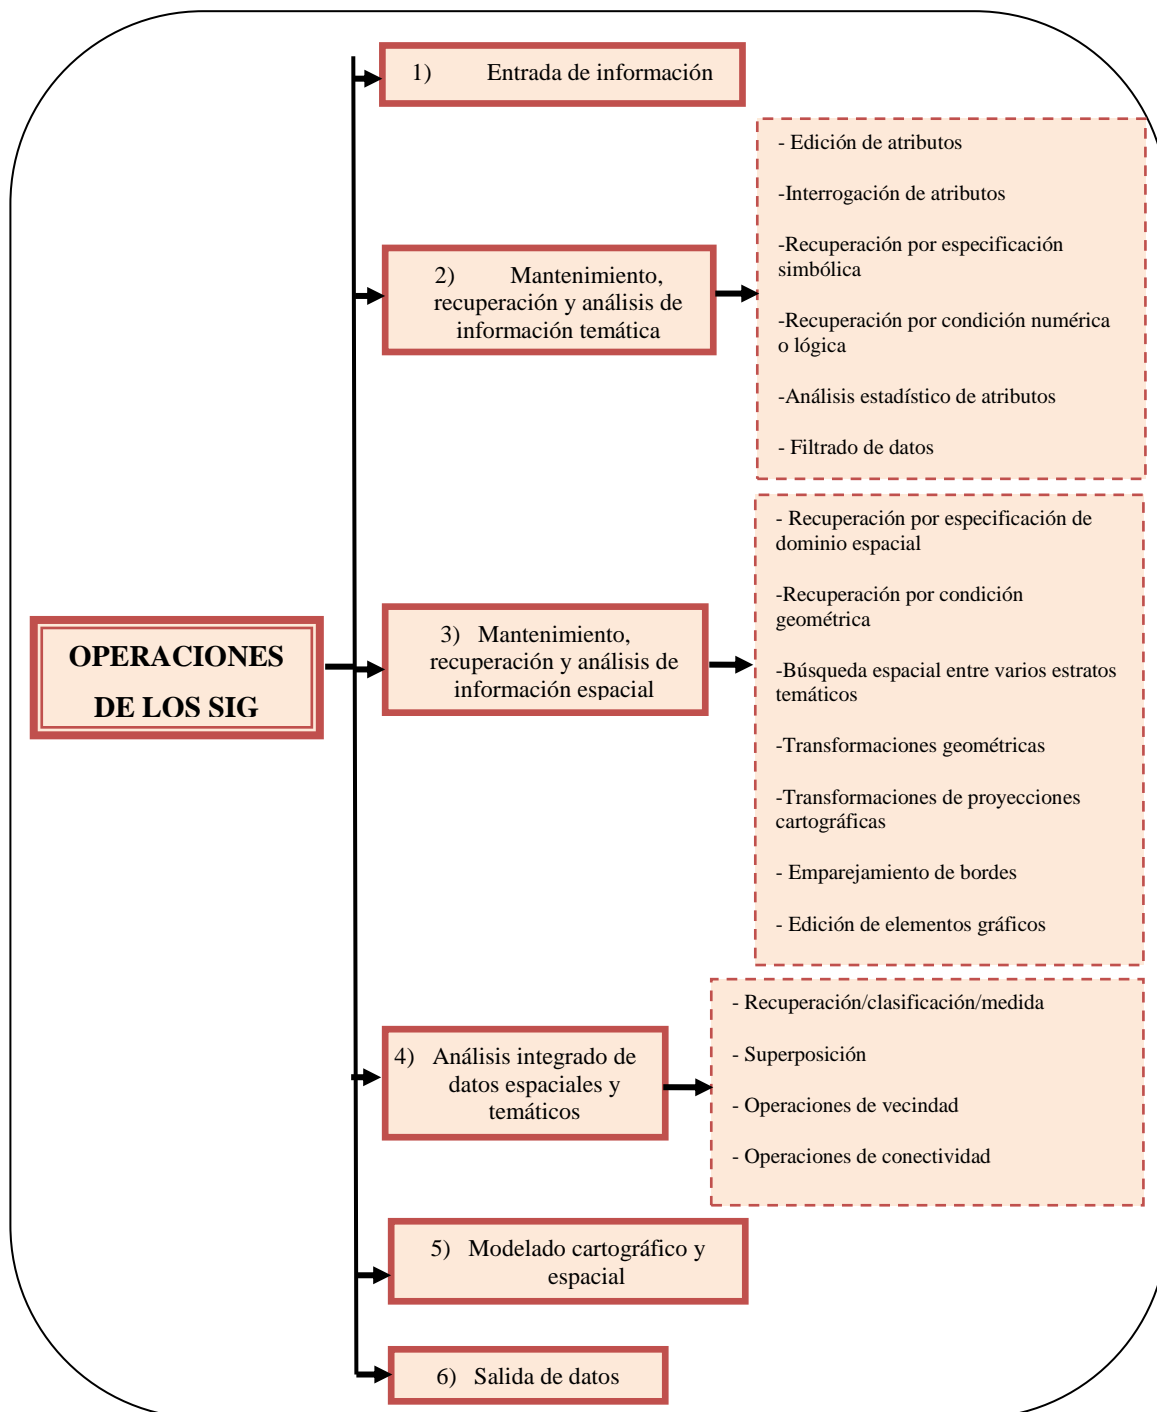 1) Entrada de información
- Edición de atributos
-Interrogación de atributos
-Recuperación por especificación
simbólica
-Recuperación por condición numérica
o lógica
-Análisis estadístico de atributos
- Filtrado de datos
2) Mantenimiento,
recuperación y análisis de
información temática
- Recuperación por especificación de
dominio espacial
-Recuperación por condición
geométrica
-Búsqueda espacial entre varios estratos
temáticos
-Transformaciones geométricas
-Transformaciones de proyecciones
cartográficas
- Emparejamiento de bordes
- Edición de elementos gráficos
OPERACIONES
DE LOS SIG
3) Mantenimiento,
recuperación y análisis de
información espacial
- Recuperación/clasificación/medida
- Superposición
- Operaciones de vecindad
- Operaciones de conectividad
4) Análisis integrado de
datos espaciales y
temáticos
5) Modelado cartográfico y
espacial
6) Salida de datos